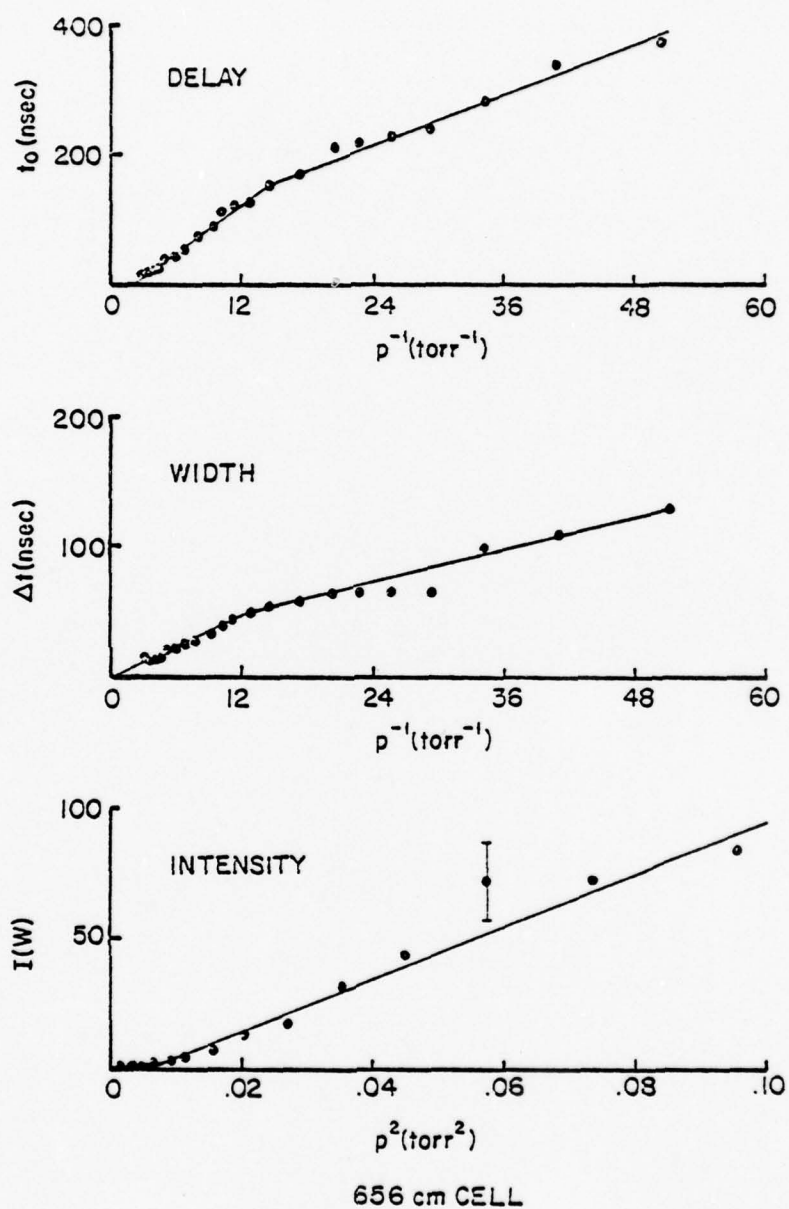 400
DELAY
t₀ (nsec)
200
0 12 24 36 48 60
p⁻¹ (torr⁻¹)
200
WIDTH
Δt (nsec)
100
0 12 24 36 48 60
p⁻¹ (torr⁻¹)
100
INTENSITY
I (W)
50
0 .02 .04 .06 .08 .10
p² (torr²)
656 cm CELL